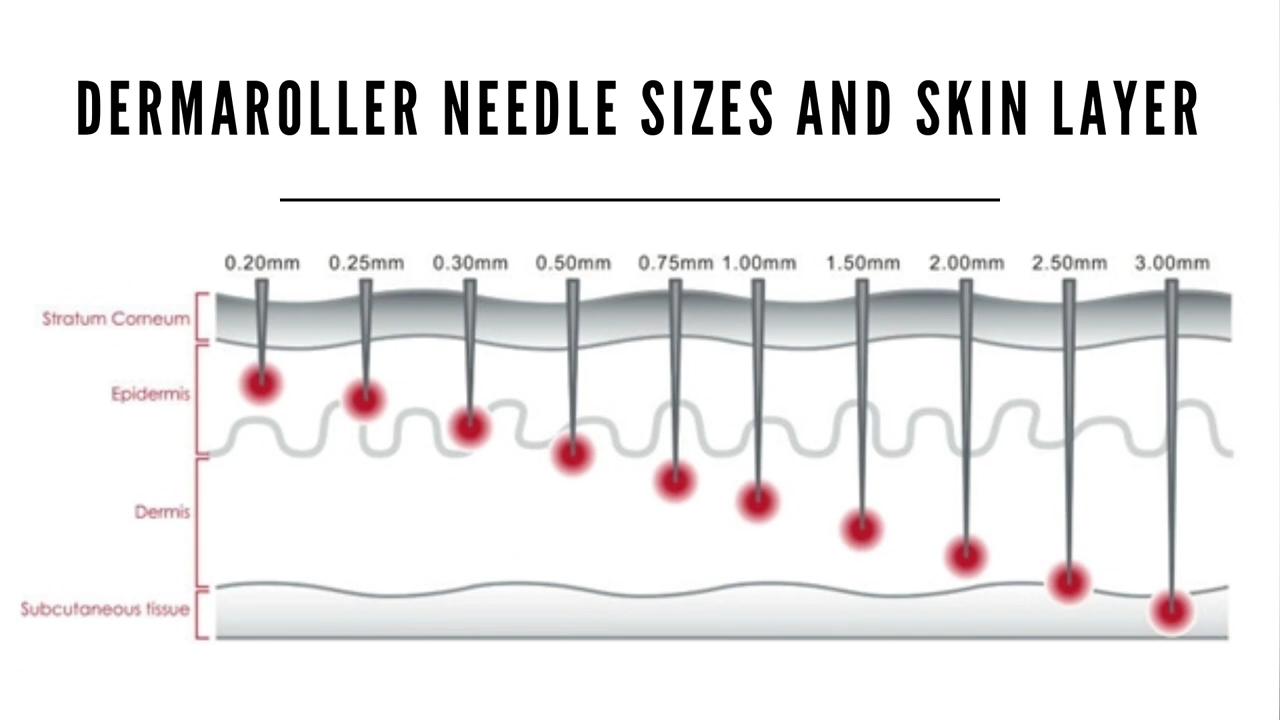 DERMAROLLER NEEDLE SIZES AND SKIN LAYER
0.20mm 0.25mm 0.30mm 0.50mm 0.75mm 1.00mm 1.50mm 2.00mm 2.50mm 3.00mm
Stratum Corneum
Epidermis
Dermis
Subcutaneous tissue